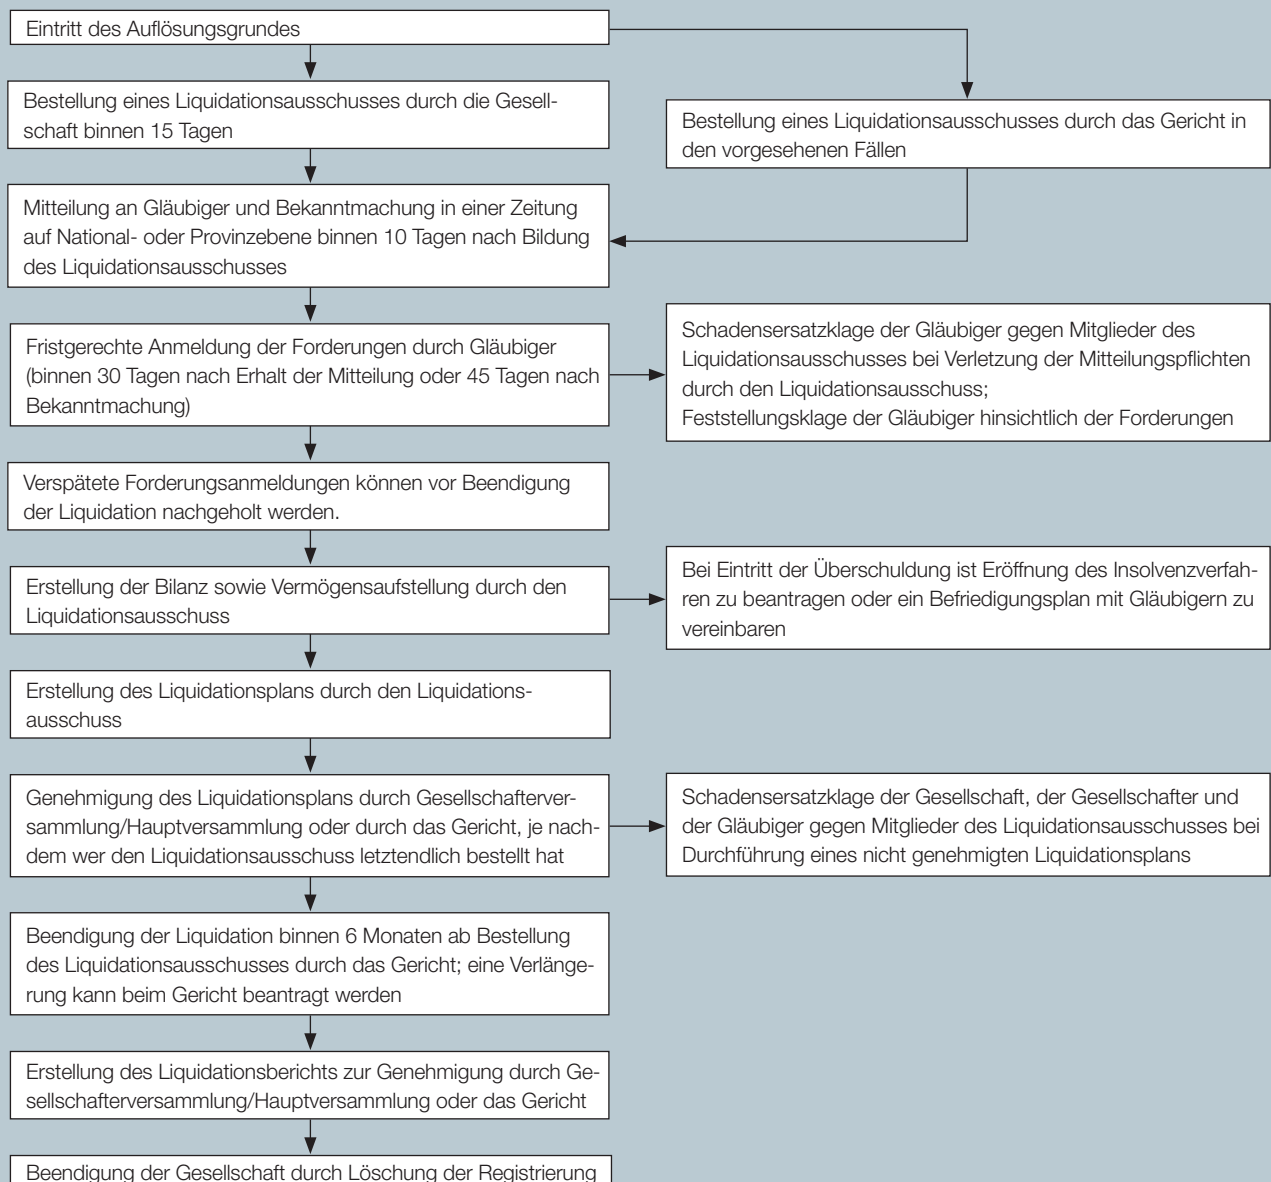 Eintritt des Auflösungsgrundes
Bestellung eines Liquidationsausschusses durch die Gesell-
schaft binnen 15 Tagen
Bestellung eines Liquidationsausschusses durch das Gericht in
den vorgesehenen Fällen
Mitteilung an Gläubiger und Bekanntmachung in einer Zeitung
auf National- oder Provinzebene binnen 10 Tagen nach Bildung
des Liquidationsausschusses
Fristgerechte Anmeldung der Forderungen durch Gläubiger
(binnen 30 Tagen nach Erhalt der Mitteilung oder 45 Tagen nach
Bekanntmachung)
Schadensersatzklage der Gläubiger gegen Mitglieder des
Liquidationsausschusses bei Verletzung der Mitteilungspflichten
durch den Liquidationsausschuss;
Feststellungsklage der Gläubiger hinsichtlich der Forderungen
Verspätete Forderungsanmeldungen können vor Beendigung
der Liquidation nachgeholt werden.
Erstellung der Bilanz sowie Vermögensaufstellung durch den
Liquidationsausschuss
Bei Eintritt der Überschuldung ist Eröffnung des Insolvenzverfah-
ren zu beantragen oder ein Befriedigungsplan mit Gläubigern zu
vereinbaren
Erstellung des Liquidationsplans durch den Liquidations-
ausschuss
Genehmigung des Liquidationsplans durch Gesellschafterver-
sammlung/Hauptversammlung oder durch das Gericht, je nach-
dem wer den Liquidationsausschuss letztendlich bestellt hat
Schadensersatzklage der Gesellschaft, der Gesellschafter und
der Gläubiger gegen Mitglieder des Liquidationsausschusses bei
Durchführung eines nicht genehmigten Liquidationsplans
Beendigung der Liquidation binnen 6 Monaten ab Bestellung
des Liquidationsausschusses durch das Gericht; eine Verlänge-
rung kann beim Gericht beantragt werden
Erstellung des Liquidationsberichts zur Genehmigung durch Ge-
sellschafterversammlung/Hauptversammlung oder das Gericht
Beendigung der Gesellschaft durch Löschung der Registrierung